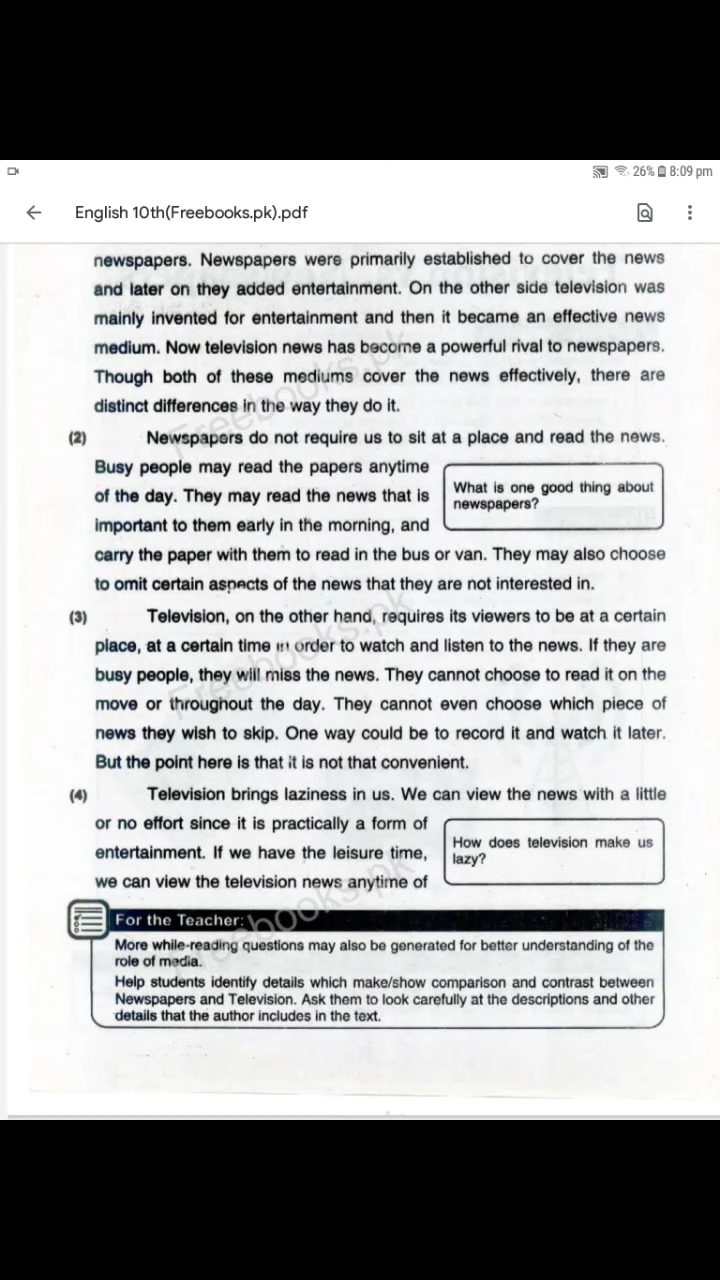 26% 8:09 pm
English 10th(Freebooks.pk).pdf
newspapers. Newspapers were primarily established to cover the news
and later on they added entertainment. On the other side television was
mainly invented for entertainment and then it became an effective news
medium. Now television news has become a powerful rival to newspapers.
Though both of these mediums cover the news effectively, there are
distinct differences in the way they do it.
(2) Newspapers do not require us to sit at a place and read the news.
Busy people may read the papers anytime
of the day. They may read the news that is
important to them early in the morning, and
What is one good thing about
newspapers?
carry the paper with them to read in the bus or van. They may also choose
to omit certain aspects of the news that they are not interested in.
(3) Television, on the other hand, requires its viewers to be at a certain
place, at a certain time in order to watch and listen to the news. If they are
busy people, they will miss the news. They cannot choose to read it on the
move or throughout the day. They cannot even choose which piece of
news they wish to skip. One way could be to record it and watch it later.
But the point here is that it is not that convenient.
(4) Television brings laziness in us. We can view the news with a little
or no effort since it is practically a form of
entertainment. If we have the leisure time,
we can view the television news anytime of
How does television make us
lazy?
For the Teacher:
More while-reading questions may also be generated for better understanding of the
role of media.
Help students identify details which make/show comparison and contrast between
Newspapers and Television. Ask them to look carefully at the descriptions and other
details that the author includes in the text.
Freebooks.pk
Freebooks.pk
Freebooks.pk